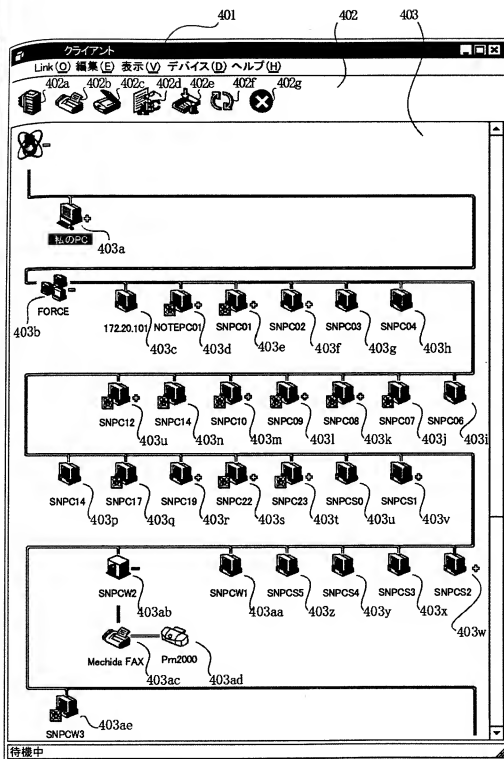 401
402
403
クライアント
Link(O) 編集(E) 表示(V) デバイス(D) ヘルプ(H)
402a 402b 402c 402d 402e 402f 402g
私のPC
403a
FORCE 172.20.101 NOTEPC01 SNPC01 SNPC02 SNPC03 SNPC04
403b 403c 403d 403e 403f 403g 403h
SNPC12 SNPC14 SNPC10 SNPC09 SNPC08 SNPC07 SNPC06
403u 403n 403m 403l 403k 403j 403i
SNPC14 SNPC17 SNPC19 SNPC22 SNPC23 SNPCS0 SNPCS1
403p 403q 403r 403s 403t 403u 403v
SNPCW2 SNPCW1 SNPCS5 SNPCS4 SNPCS3 SNPCS2
403ab 403aa 403z 403y 403x 403w
Mechida FAX Prn2000
403ac 403ad
403ae
SNPCW3
待機中